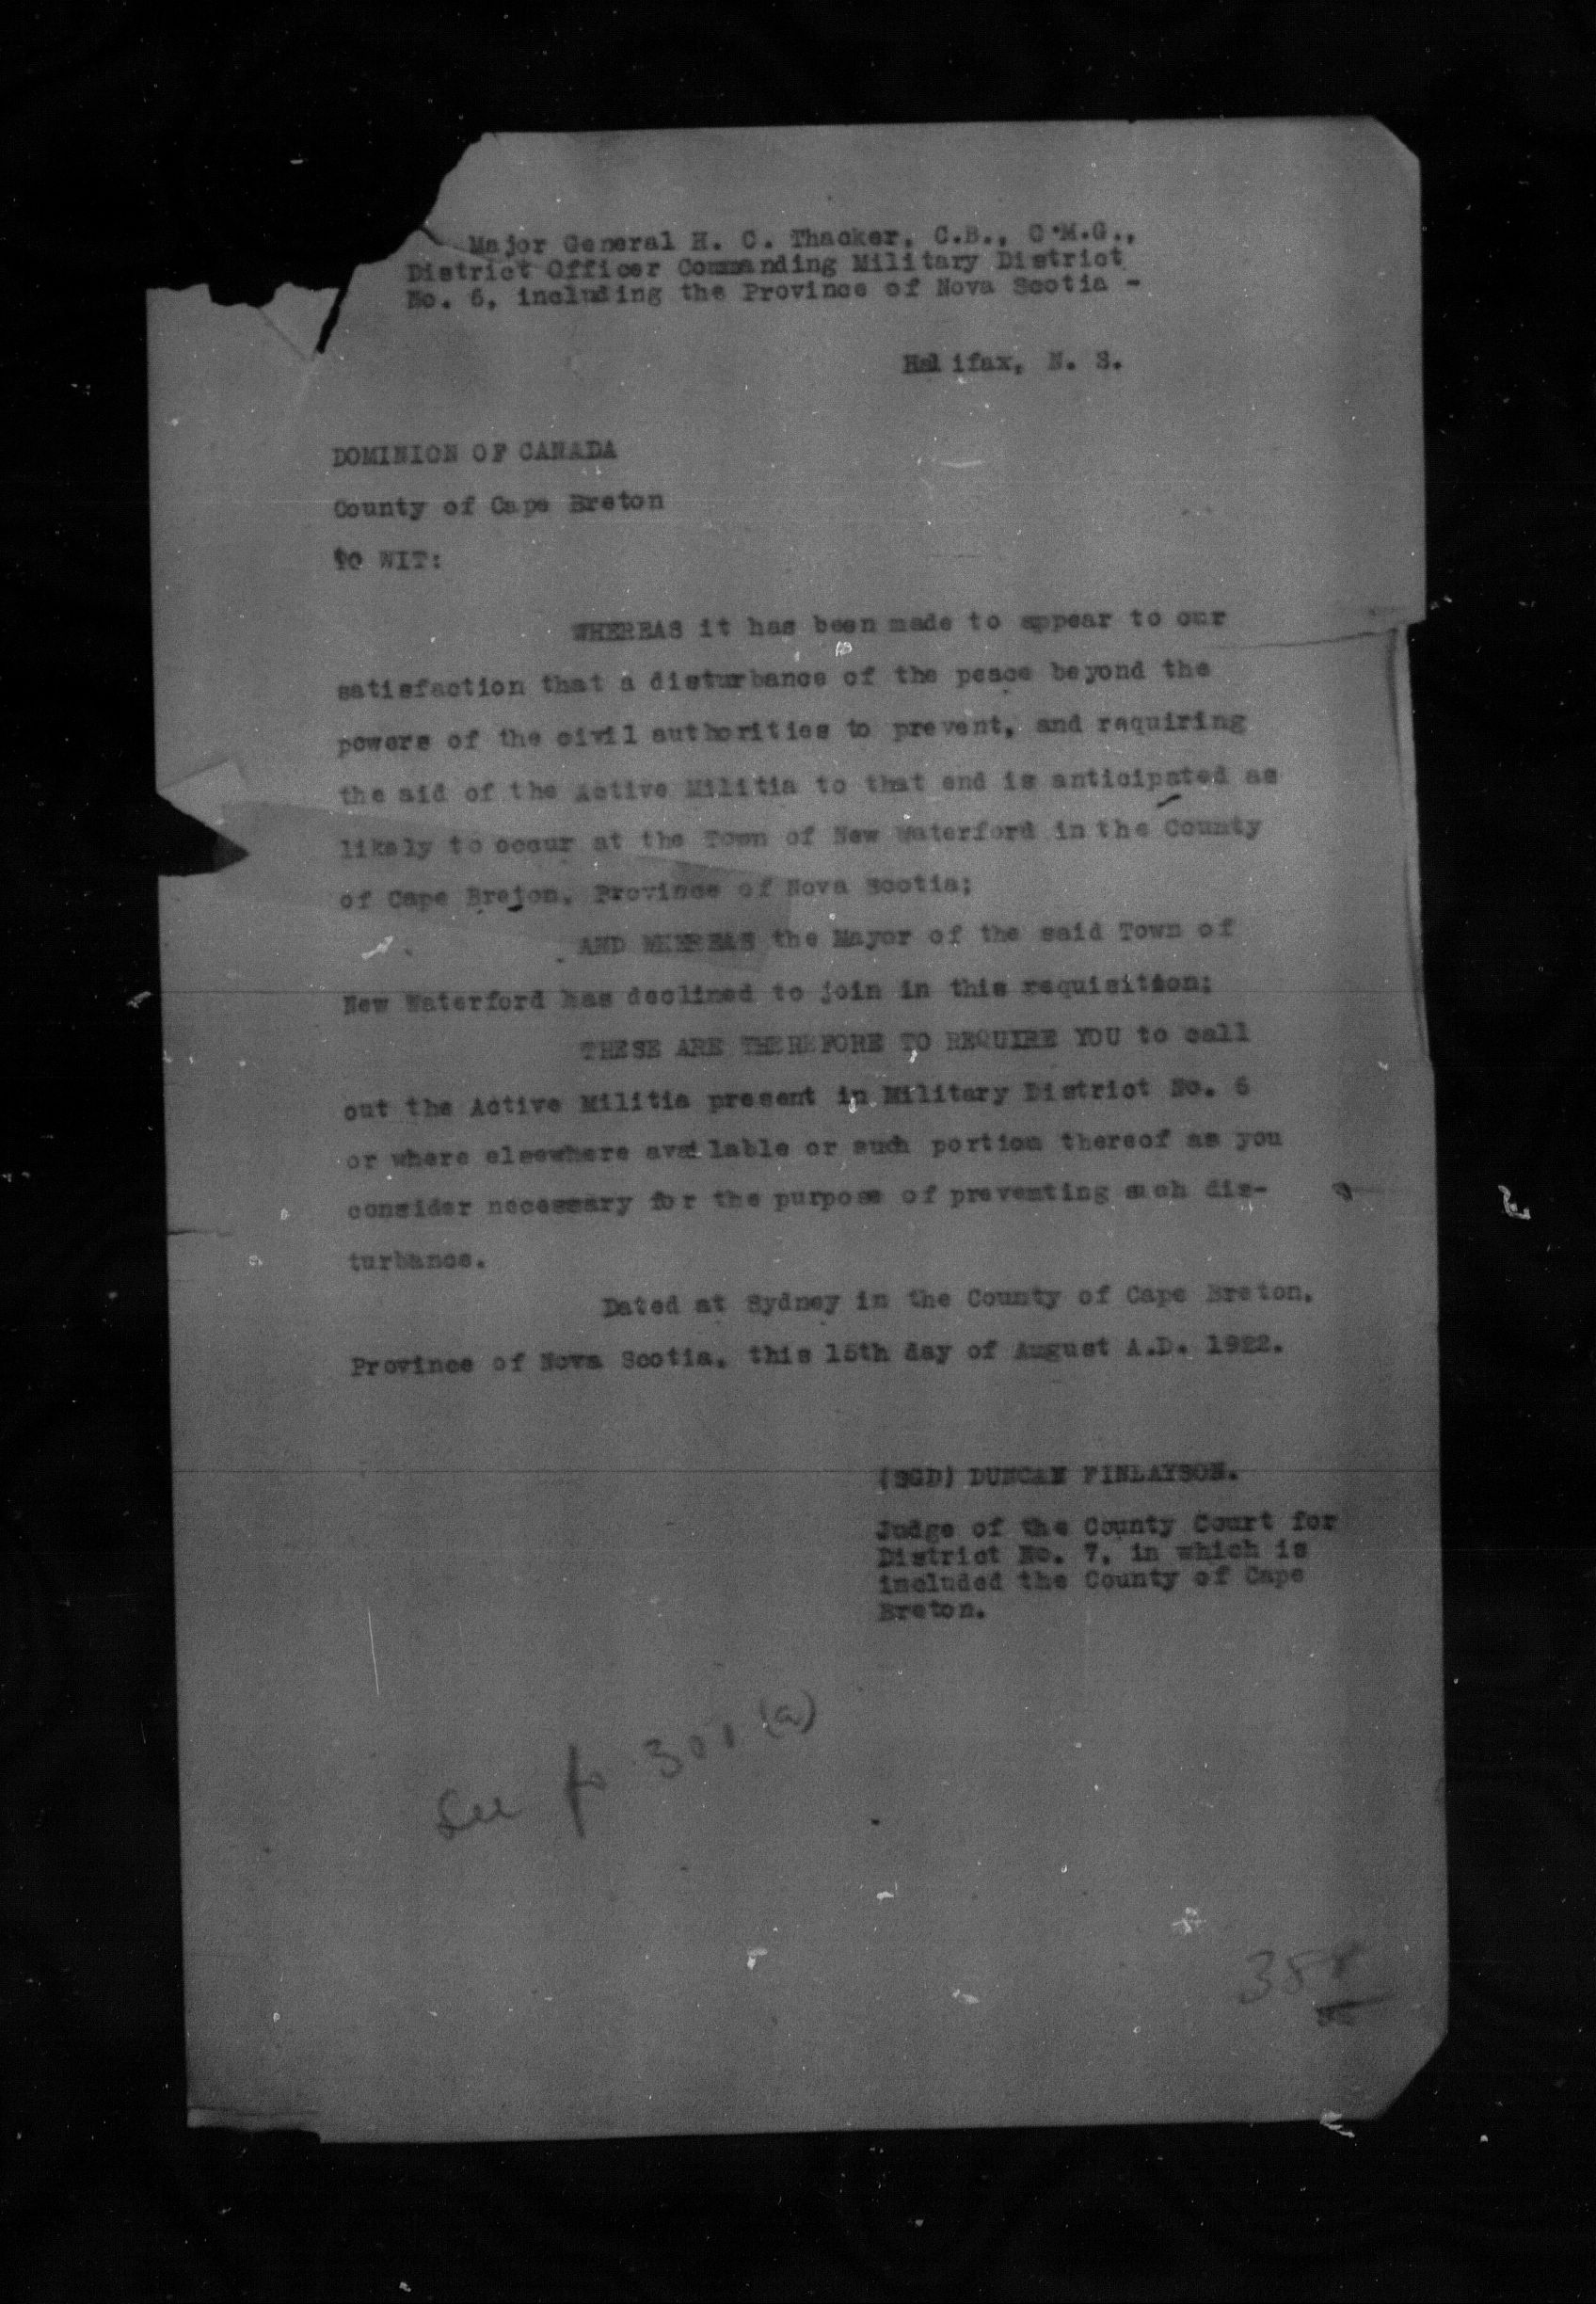 Major General H. C. Thacker, C.B., C.M.G.,
District Officer Commanding Military District
No. 6, including the Province of Nova Scotia -
Halifax, N. S.
DOMINION OF CANADA
County of Cape Breton
TO WIT:
WHEREAS it has been made to appear to our
satisfaction that a disturbance of the peace beyond the
powers of the civil authorities to prevent, and requiring
the aid of the Active Militia to that end is anticipated as
likely to occur at the Town of New Waterford in the County
of Cape Breton, Province of Nova Scotia;
AND WHEREAS the Mayor of the said Town of
New Waterford has declined to join in this requisition;
THESE ARE THEREFORE TO REQUIRE YOU to call
out the Active Militia present in Military District No. 6
or where elsewhere available or such portion thereof as you
consider necessary for the purpose of preventing such dis-
turbance.
Dated at Sydney in the County of Cape Breton,
Province of Nova Scotia, this 15th day of August A.D. 1922.
(SGD) DUNCAN FINLAYSON.
Judge of the County Court for
District No. 7, in which is
included the County of Cape
Breton.
See p 301 (a)